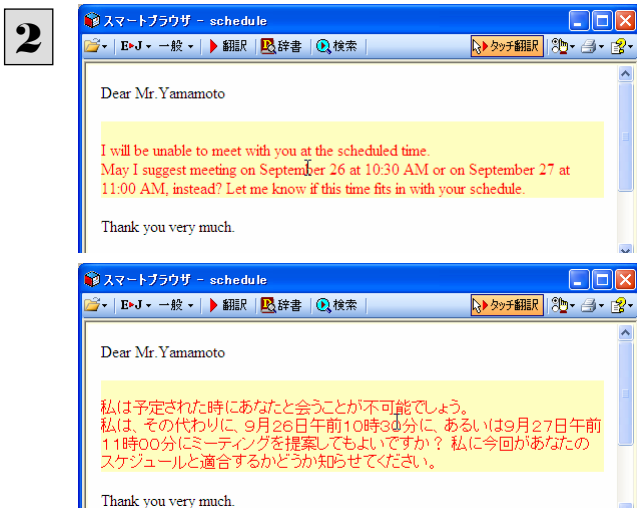 2
スマートブラウザ - schedule
E▶J 一般 翻訳 辞書 検索 タッチ翻訳
Dear Mr.Yamamoto
I will be unable to meet with you at the scheduled time.
May I suggest meeting on September 26 at 10:30 AM or on September 27 at
11:00 AM, instead? Let me know if this time fits in with your schedule.
Thank you very much.
スマートブラウザ - schedule
E▶J 一般 翻訳 辞書 検索 タッチ翻訳
Dear Mr.Yamamoto
私は予定された時にあなたと会うことが不可能でしょう。
私は、その代わりに、9月26日午前10時30分に、あるいは9月27日午前
11時00分にミーティングを提案してもよいですか？ 私に今回があなたの
スケジュールと適合するかどうか知らせてください。
Thank you very much.